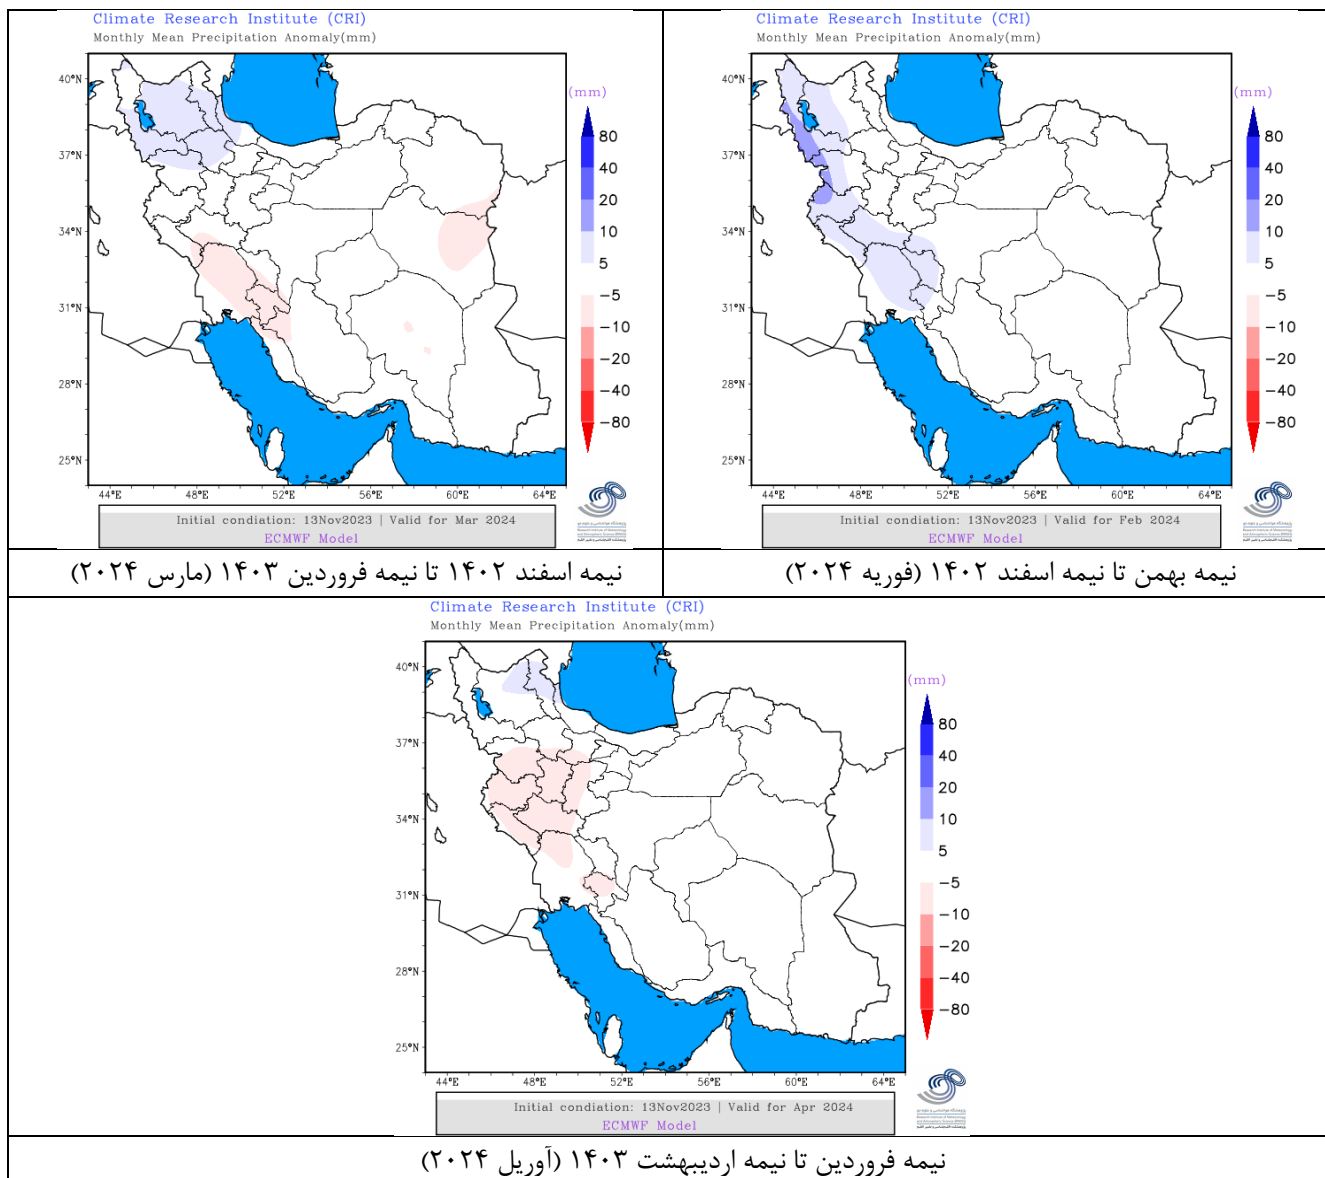 Climate Research Institute (CRI)
Monthly Mean Precipitation Anomaly(mm)
40°N
37°N
34°N
31°N
28°N
25°N
44°E 48°E 52°E 56°E 60°E 64°E
(mm)
80
40
20
10
5
−5
−10
−20
−40
−80
Initial condiation: 13Nov2023 | Valid for Mar 2024
ECMWF Model
نیمه اسفند ۱۴۰۲ تا نیمه فروردین ۱۴۰۳ (مارس ۲۰۲۴)
Climate Research Institute (CRI)
Monthly Mean Precipitation Anomaly(mm)
40°N
37°N
34°N
31°N
28°N
25°N
44°E 48°E 52°E 56°E 60°E 64°E
(mm)
80
40
20
10
5
−5
−10
−20
−40
−80
Initial condiation: 13Nov2023 | Valid for Feb 2024
ECMWF Model
نیمه بهمن تا نیمه اسفند ۱۴۰۲ (فوریه ۲۰۲۴)
Climate Research Institute (CRI)
Monthly Mean Precipitation Anomaly(mm)
40°N
37°N
34°N
31°N
28°N
25°N
44°E 48°E 52°E 56°E 60°E 64°E
(mm)
80
40
20
10
5
−5
−10
−20
−40
−80
Initial condiation: 13Nov2023 | Valid for Apr 2024
ECMWF Model
نیمه فروردین تا نیمه اردیبهشت ۱۴۰۳ (آوریل ۲۰۲۴)